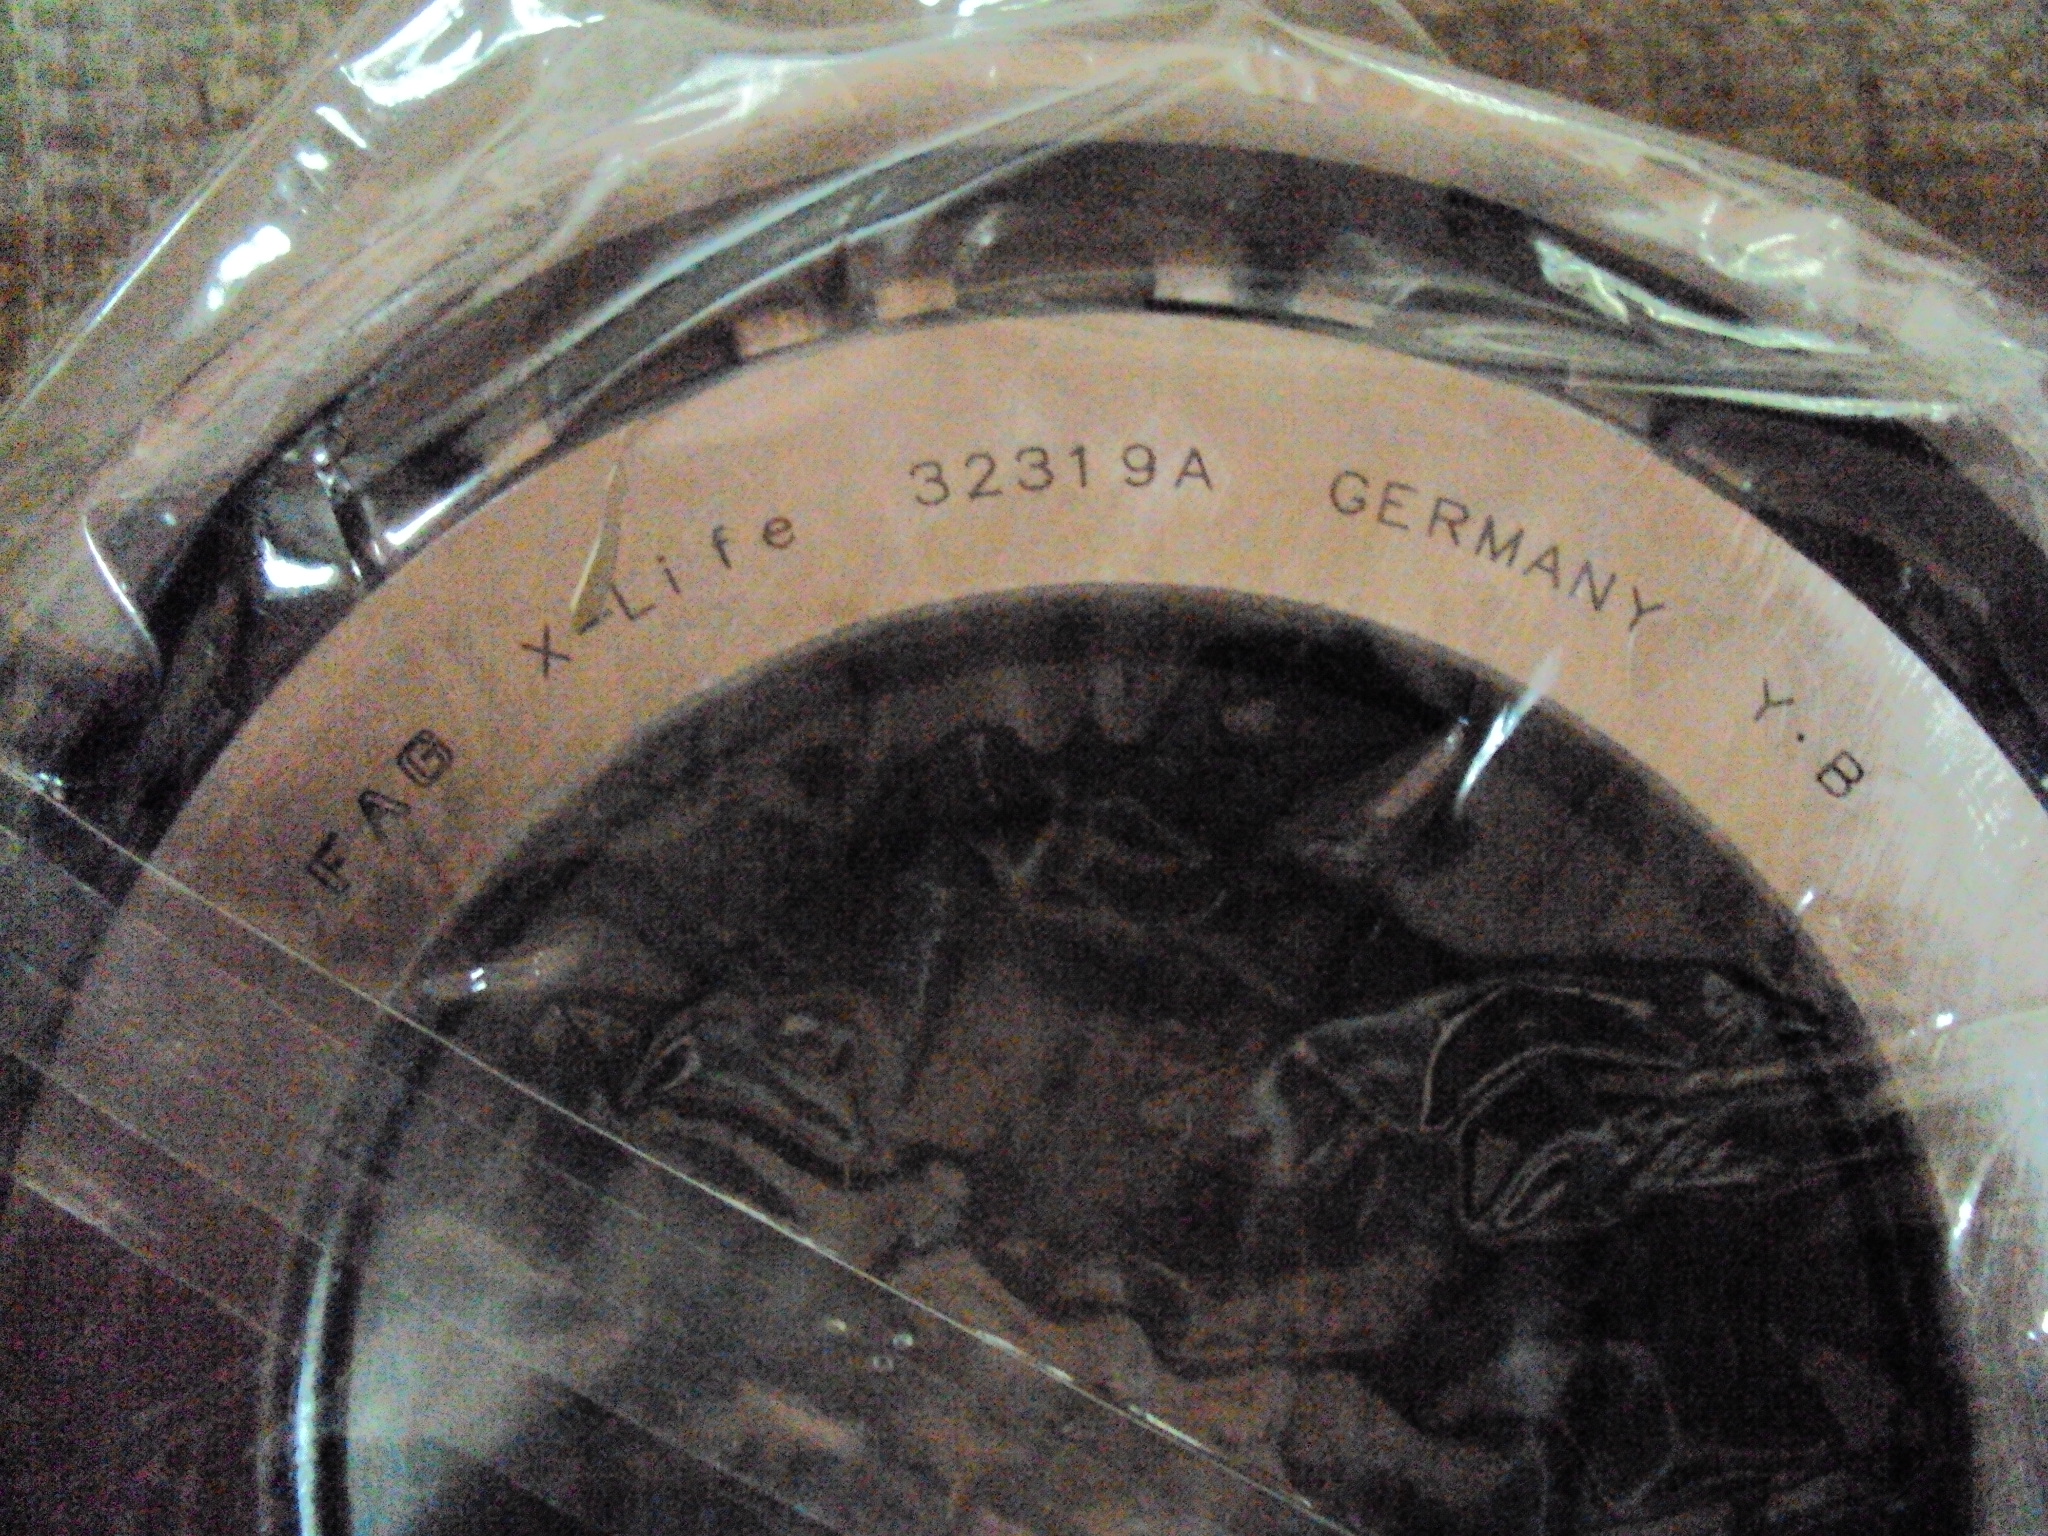 FAG X-Life 32319A GERMANY Y.B